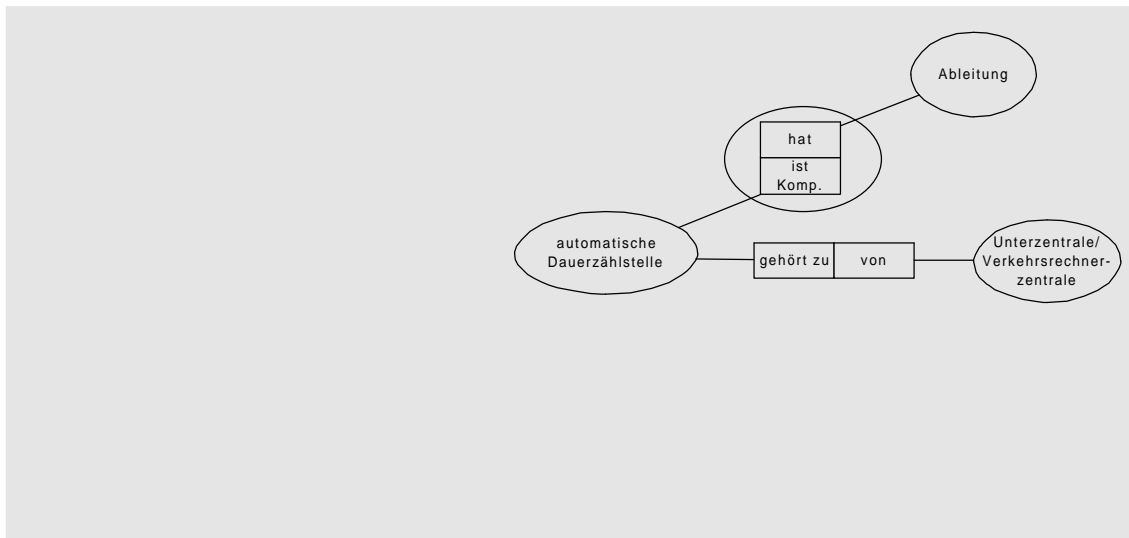 Ableitung
hat
ist
Komp.
automatische
Dauerzählstelle
gehört zu
von
Unterzentrale/
Verkehrsrechner-
zentrale